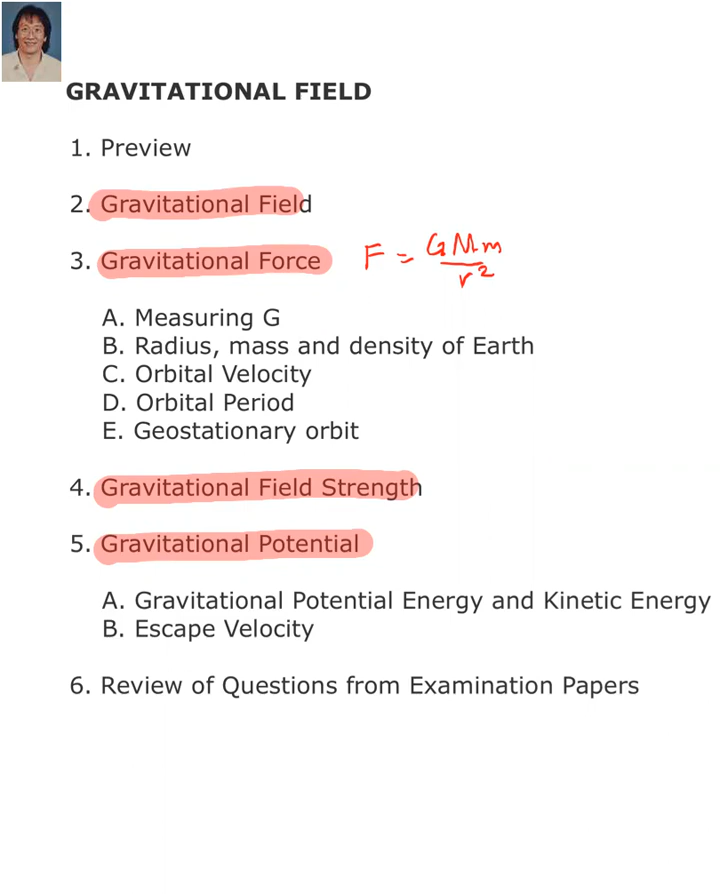 GRAVITATIONAL FIELD
1. Preview
2. Gravitational Field
3. Gravitational Force F = GMm / r²
A. Measuring G
B. Radius, mass and density of Earth
C. Orbital Velocity
D. Orbital Period
E. Geostationary orbit
4. Gravitational Field Strength
5. Gravitational Potential
A. Gravitational Potential Energy and Kinetic Energy
B. Escape Velocity
6. Review of Questions from Examination Papers